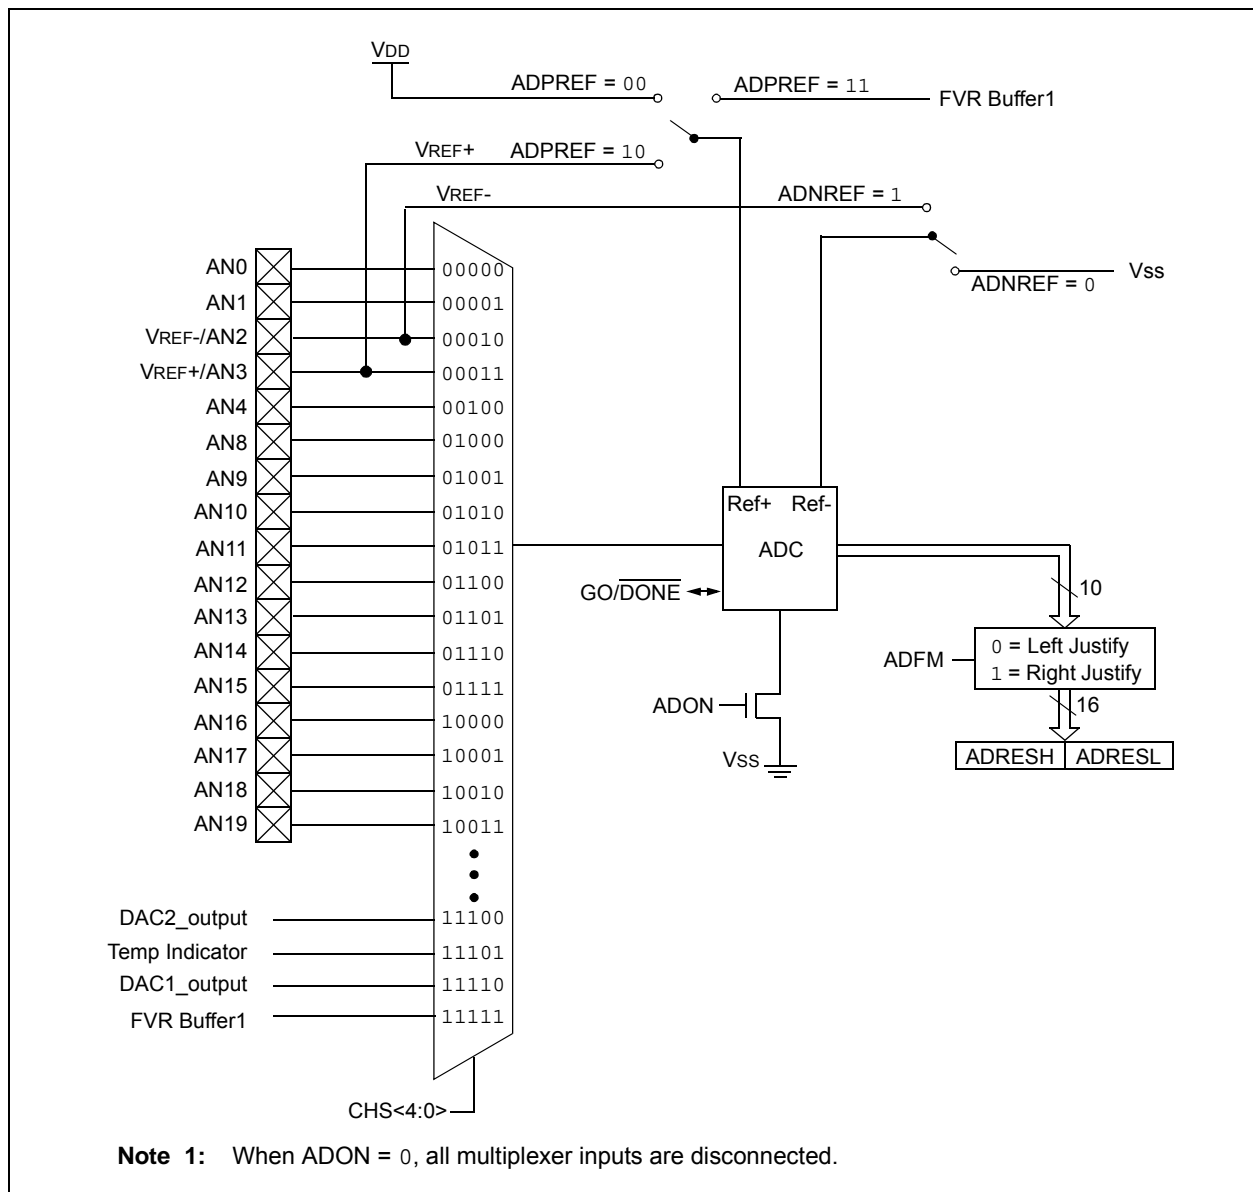 VDD
ADPREF = 00
ADPREF = 11
FVR Buffer1
VREF+
ADPREF = 10
VREF-
ADNREF = 1
ADNREF = 0
Vss
AN0
00000
AN1
00001
VREF-/AN2
00010
VREF+/AN3
00011
AN4
00100
AN8
01000
AN9
01001
AN10
01010
AN11
01011
AN12
01100
AN13
01101
AN14
01110
AN15
01111
AN16
10000
AN17
10001
AN18
10010
AN19
10011
DAC2_output
11100
Temp Indicator
11101
DAC1_output
11110
FVR Buffer1
11111
CHS<4:0>
Ref+ Ref-
ADC
GO/DONE
10
ADFM
0 = Left Justify
1 = Right Justify
16
ADON
Vss
ADRESH
ADRESL
Note 1: When ADON = 0, all multiplexer inputs are disconnected.